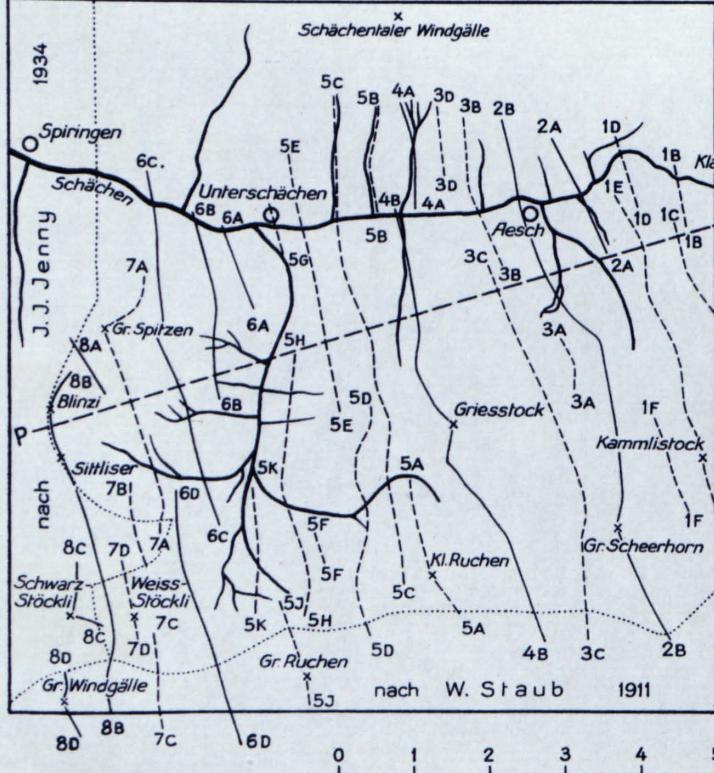 Schächentaler Windgälle
1934
5C
5B
4A
3D
3B
2B
2A
1D
Spiringen
6C.
5E
1B
Kla
Schächen
Unterschächen
3D
1E
6B
6A
4B
4A
Aesch
1D
1C
5B
1B
J. J. Jenny
5G
3C
3B
2A
7A
Gr. Spitzen
6A
3A
8A
5H
8B
Blinzi
6B
5D
5E
3A
1F
P
Griesstock
Kammlistock
Sittliser
5K
5A
nach
7B
6D
5F
1F
8C
7D
7A
6C
5F
Kl. Ruchen
Gr. Scheerhorn
Schwarz-
Stöckli
Weiss-
Stöckli
5J
5C
8C
7C
5K
5H
5A
7D
5D
4B
3C
2B
8D
Gr. Ruchen
Gr. Windgälle
nach W. Staub 1911
5J
8D
8B
7C
6D
0 1 2 3 4 5